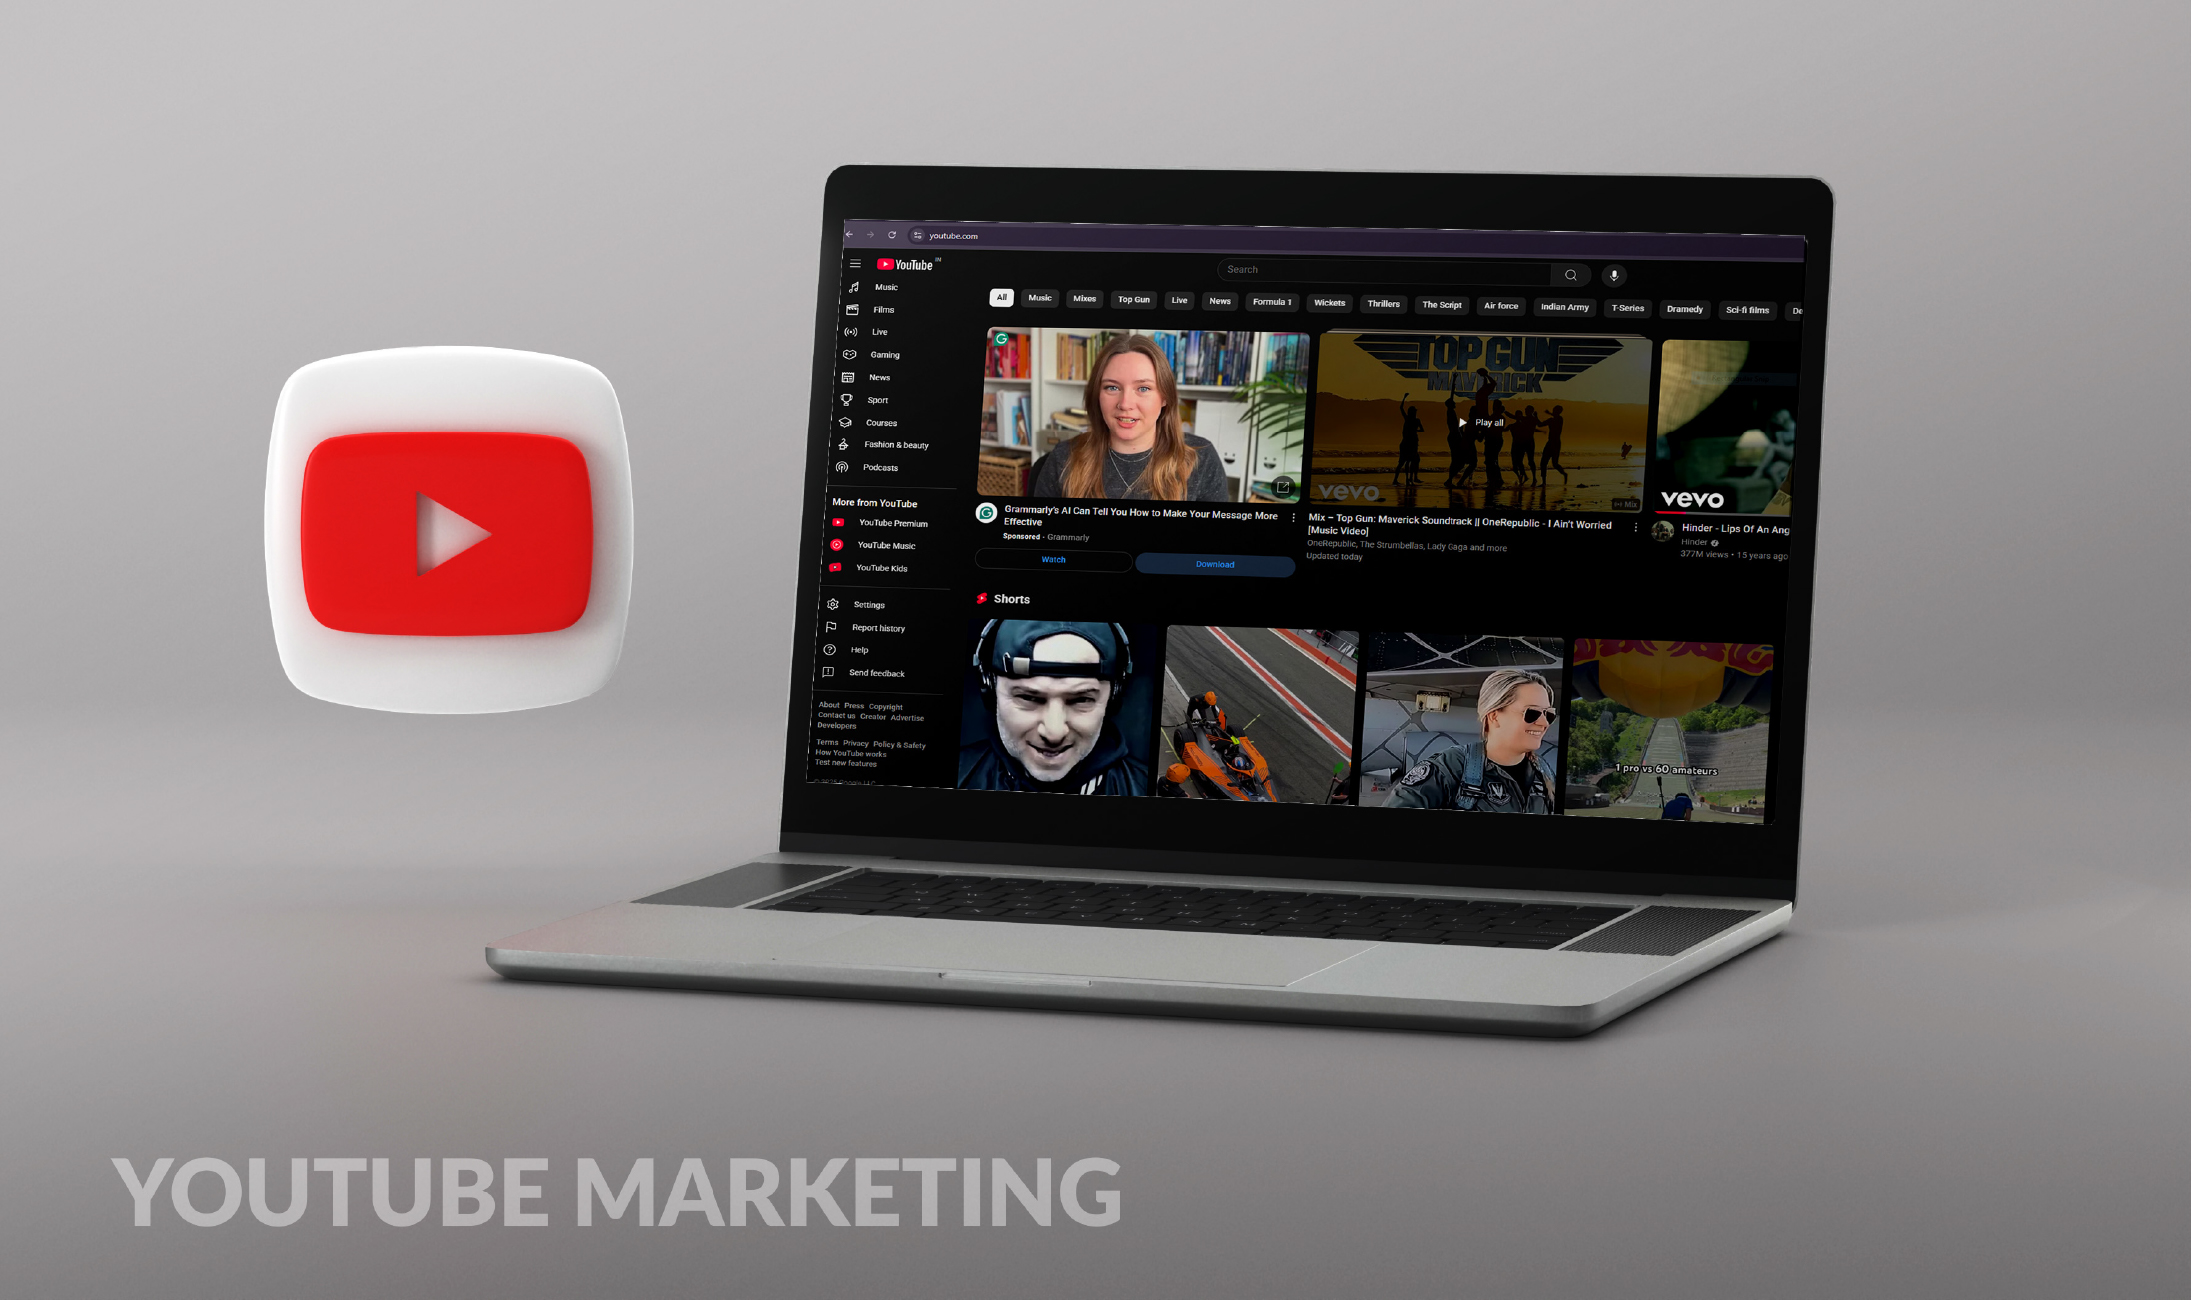 youtube.com
YouTube IN
Search
All Music Mixes Top Gun Live News Formula 1 Wickets Thrillers The Script Air force Indian Army T-Series Dramedy Sci-fi films De
Music
Films
Live
Gaming
News
Sport
Courses
Fashion & beauty
Podcasts
More from YouTube
YouTube Premium
YouTube Music
YouTube Kids
Settings
Report history
Help
Send feedback
About Press Copyright
Contact us Creator Advertise
Developers
Terms Privacy Policy & Safety
How YouTube works
Test new features
Grammarly's AI Can Tell You How to Make Your Message More
Effective
Sponsored · Grammarly
Watch
Download
TOP GUN
MAVERICK
Play all
vevo
Mix
Mix – Top Gun: Maverick Soundtrack || OneRepublic - I Ain't Worried
[Music Video]
OneRepublic, The Strumbellas, Lady Gaga and more
Updated today
vevo
Hinder - Lips Of An Ang
Hinder
377M views • 15 years ago
Shorts
1 pro vs 60 amateurs
YOUTUBE MARKETING